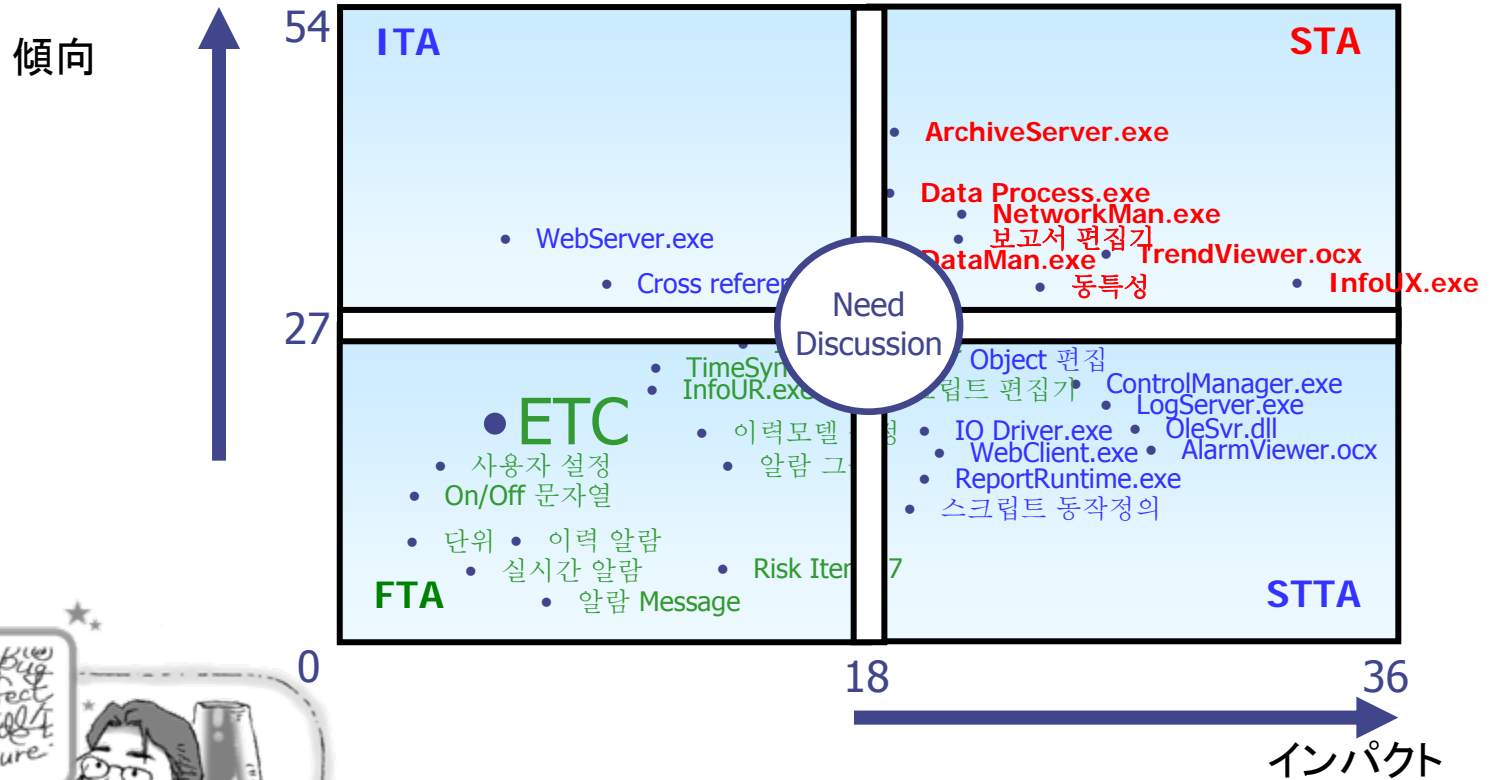 54
傾向
ITA
STA
ArchiveServer.exe
Data Process.exe
NetworkMan.exe
WebServer.exe
보고서 편집기
DataMan.exe
TrendViewer.ocx
Cross
동특성
InfoUX.exe
27
Need
Discussion
Object 편집
InfoUR.exe
편집기
ControlManager.exe
LogServer.exe
ETC
이력모델
IO Driver.exe
OleSvr.dll
사용자 설정
알람
WebClient.exe
AlarmViewer.ocx
On/Off 문자열
ReportRuntime.exe
스크립트 동작정의
단위
이력 알람
실시간 알람
Risk
7
FTA
알람 Message
STTA
0
18
36
インパクト